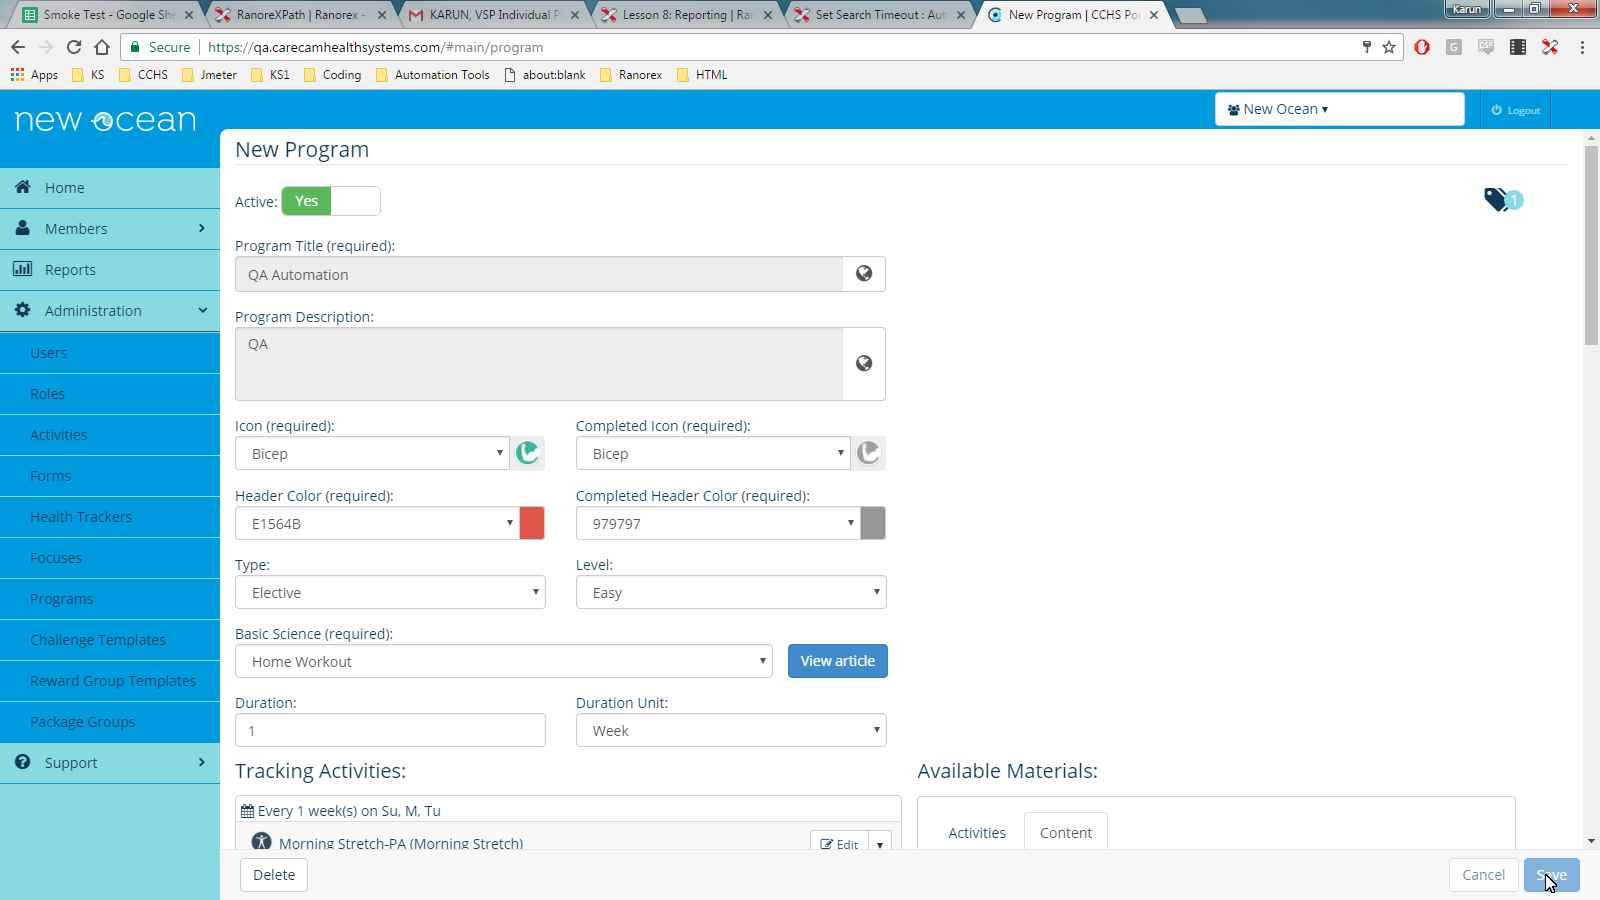 Smoke Test - Google She
RanoreXPath | Ranorex -
KARUN, VSP Individual P
Lesson 8: Reporting | Ra
Set Search Timeout : Aut
New Program | CCHS Po
Karun
Secure
https://qa.carecamhealthsystems.com/#main/program
Apps
KS
CCHS
Jmeter
KS1
Coding
Automation Tools
about:blank
Ranorex
HTML
new ocean
New Ocean
Logout
Home
Members
Reports
Administration
Users
Roles
Activities
Forms
Health Trackers
Focuses
Programs
Challenge Templates
Reward Group Templates
Package Groups
Support
New Program
Active: Yes
1
Program Title (required):
QA Automation
Program Description:
QA
Icon (required):
Completed Icon (required):
Bicep
Bicep
Header Color (required):
Completed Header Color (required):
E1564B
979797
Type:
Level:
Elective
Easy
Basic Science (required):
Home Workout
View article
Duration:
Duration Unit:
1
Week
Tracking Activities:
Available Materials:
Every 1 week(s) on Su, M, Tu
Activities
Content
Morning Stretch-PA (Morning Stretch)
Edit
Delete
Cancel
Save